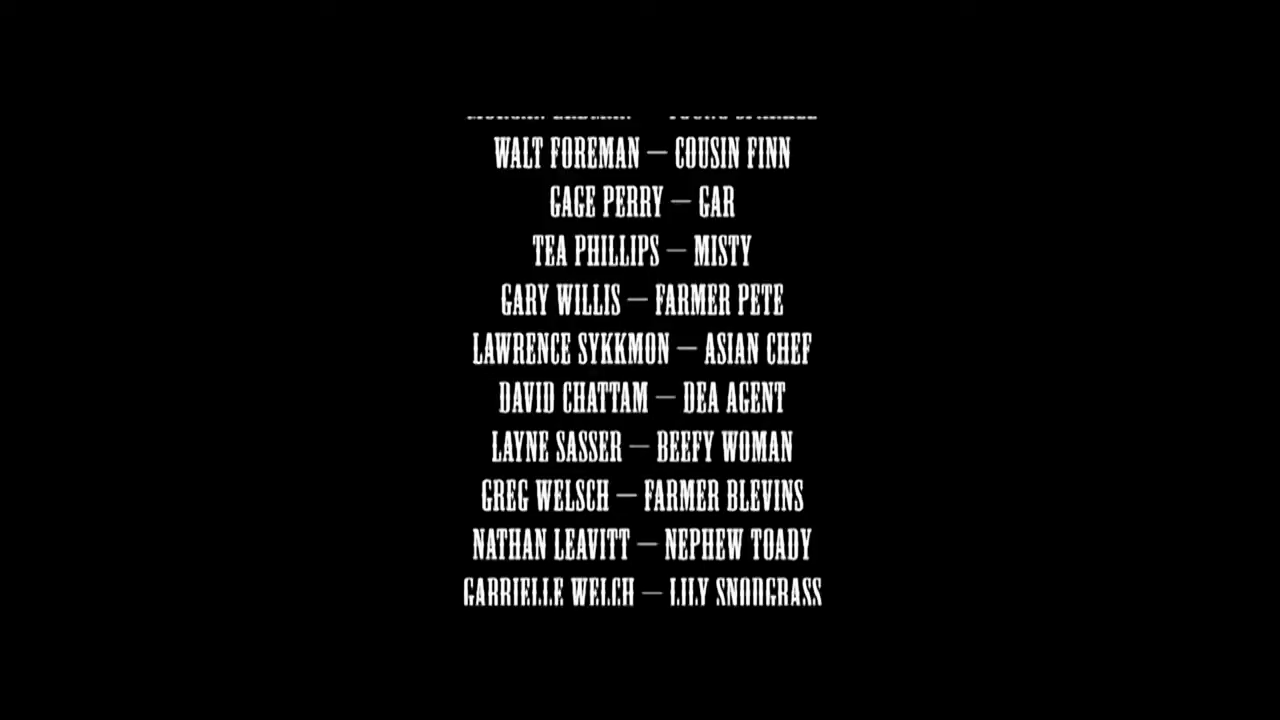 WALT FOREMAN — COUSIN FINN
GAGE PERRY — GAR
TEA PHILLIPS — MISTY
GARY WILLIS — FARMER PETE
LAWRENCE SYKKMON — ASIAN CHEF
DAVID CHATTAM — DEA AGENT
LAYNE SASSER — BEEFY WOMAN
GREG WELSCH — FARMER BLEVINS
NATHAN LEAVITT — NEPHEW TOADY
GABRIELLE WELCH — LILY SNODGRASS